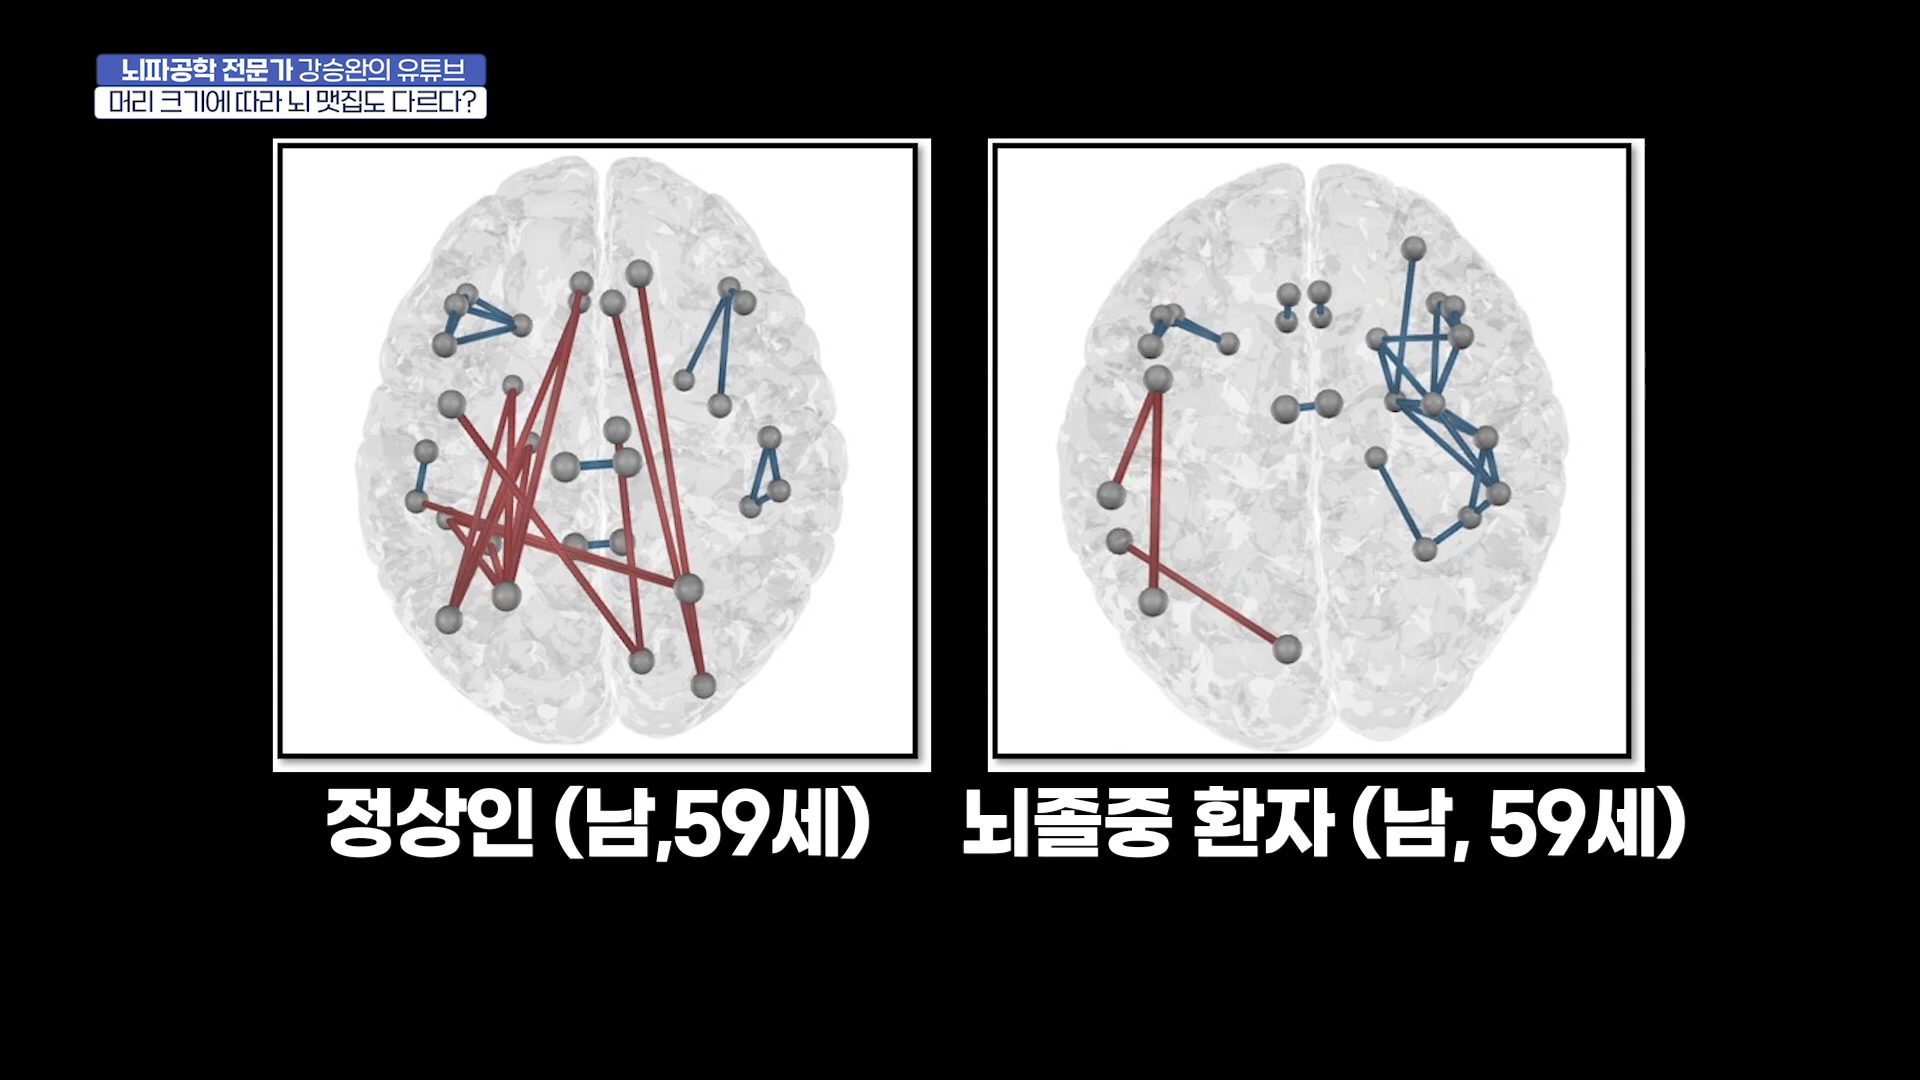 뇌파공학 전문가 강승완의 유튜브
머리 크기에 따라 뇌 맷집도 다르다?
정상인 (남,59세)
뇌졸중 환자 (남, 59세)